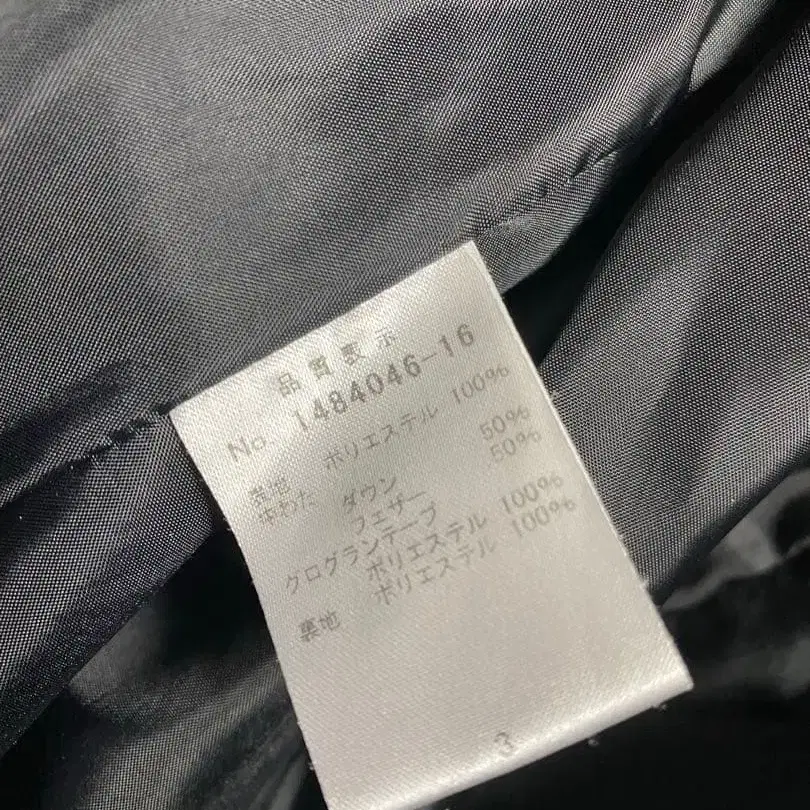 品質表示
No. 1484046-16
表地 ポリエステル 100%
中わた ダウン 50%
フェザー 50%
グログランテープ
ポリエステル 100%
裏地 ポリエステル 100%
3